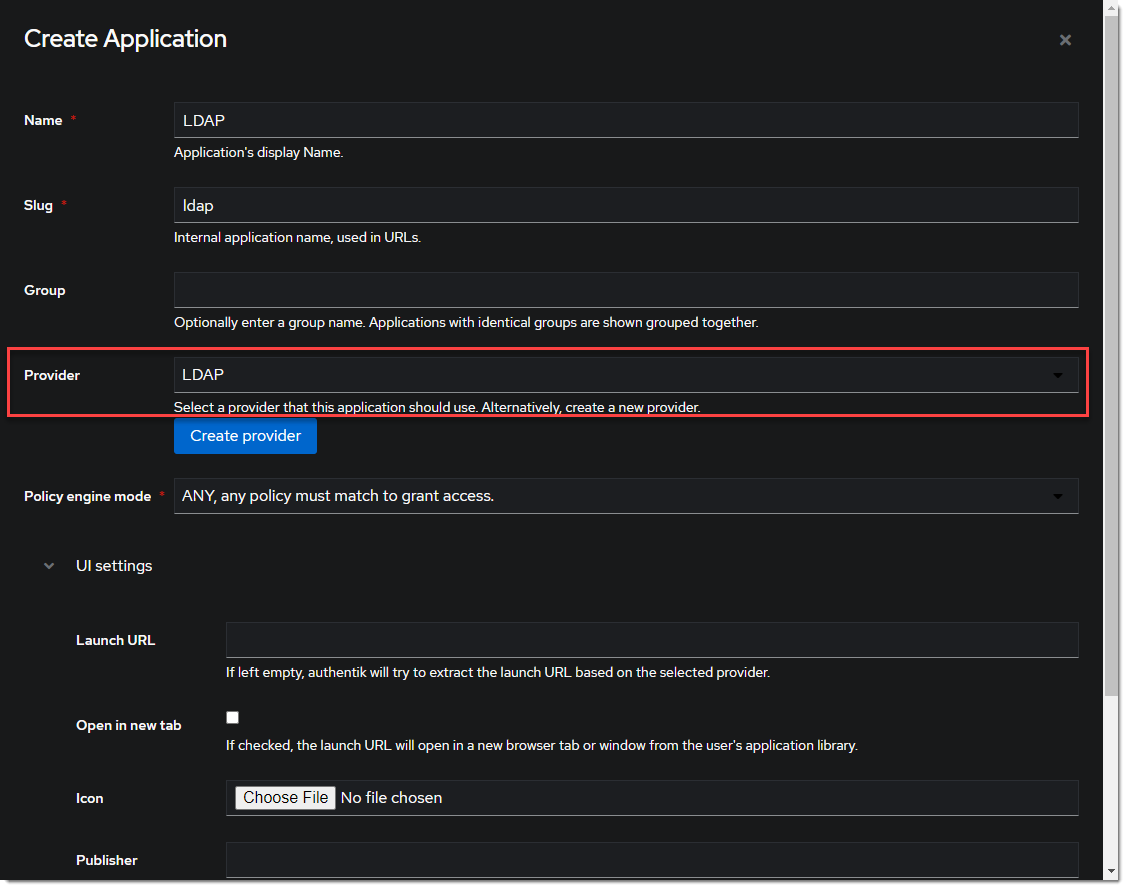 Create Application
Name *
LDAP
Application's display Name.
Slug *
ldap
Internal application name, used in URLs.
Group
Optionally enter a group name. Applications with identical groups are shown grouped together.
Provider
LDAP
Select a provider that this application should use. Alternatively, create a new provider.
Create provider
Policy engine mode *
ANY, any policy must match to grant access.
UI settings
Launch URL
If left empty, authentik will try to extract the launch URL based on the selected provider.
Open in new tab
If checked, the launch URL will open in a new browser tab or window from the user's application library.
Icon
Choose File No file chosen
Publisher